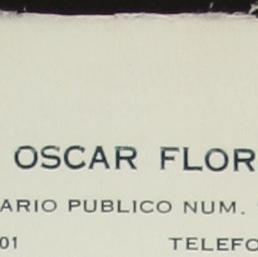 OSCAR FLOR
ARIO PUBLICO NUM.
01 TELEFO